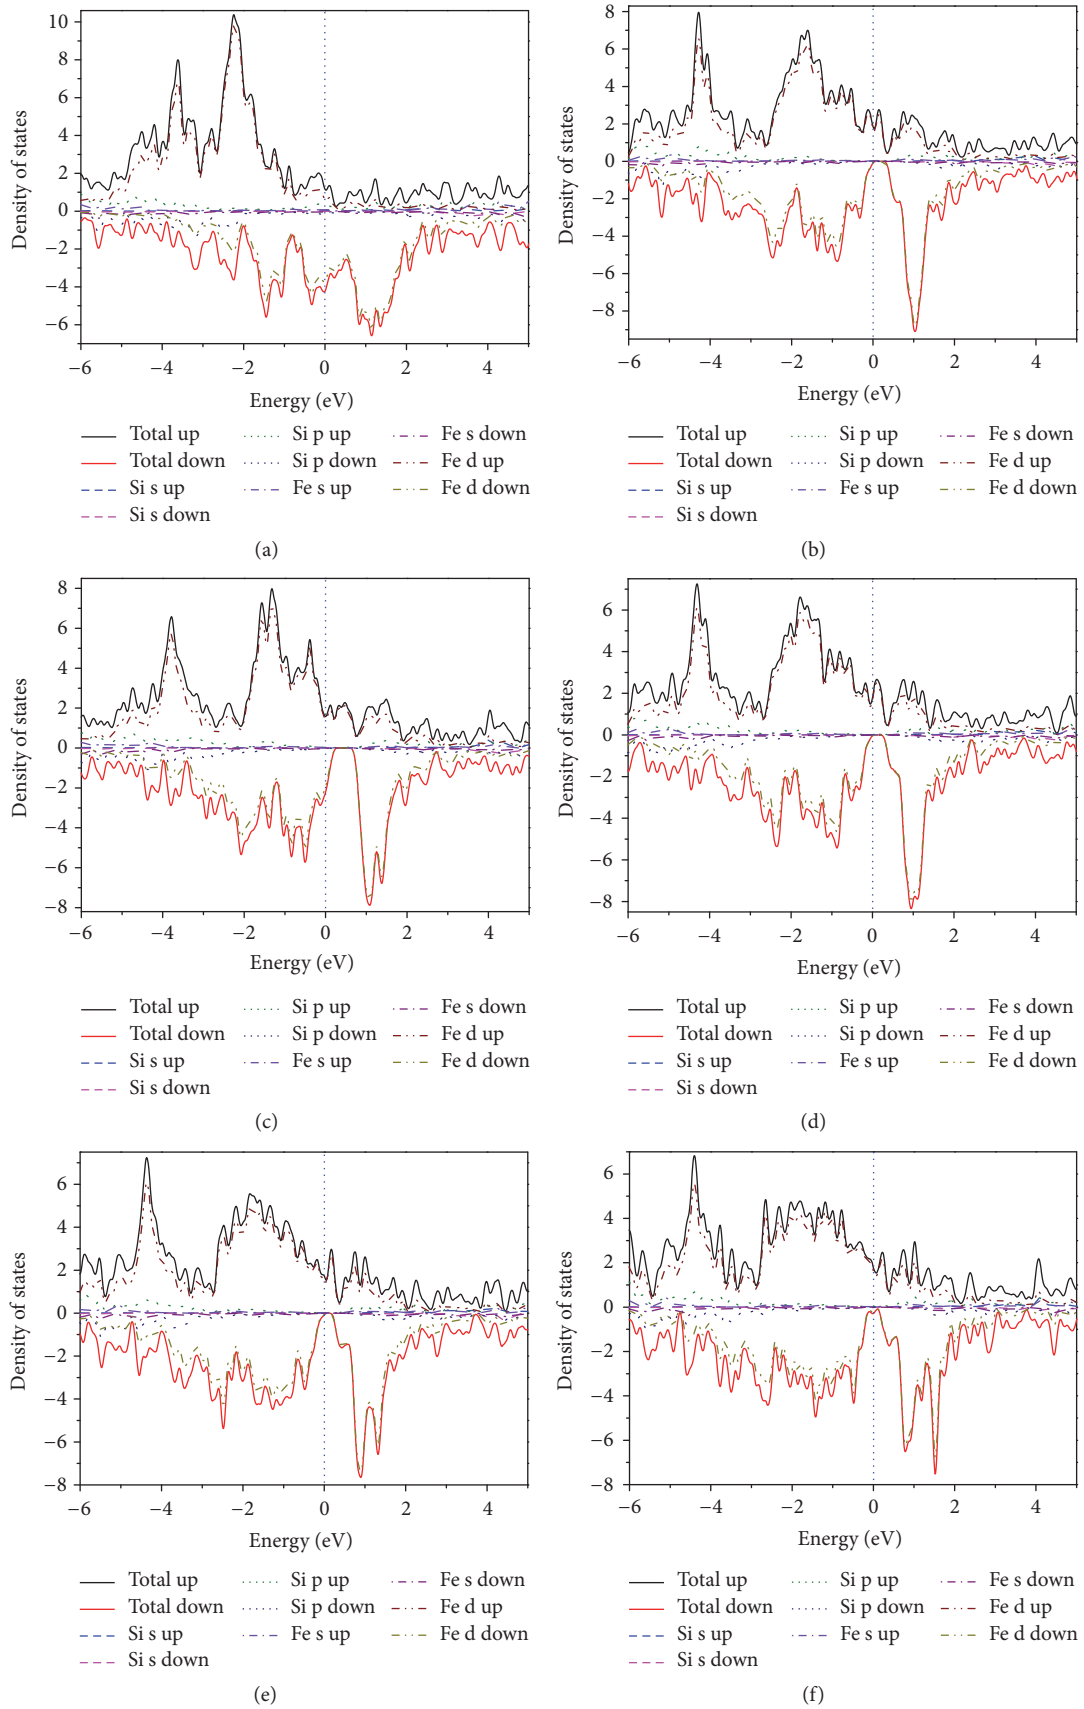 10
8
6
4
2
0
−2
−4
−6
Density of states
−6 −4 −2 0 2 4
Energy (eV)
Total up Si p up Fe s down
Total down Si p down Fe d up
Si s up Fe s up Fe d down
Si s down
(a)
8
6
4
2
0
−2
−4
−6
−8
Density of states
−6 −4 −2 0 2 4
Energy (eV)
Total up Si p up Fe s down
Total down Si p down Fe d up
Si s up Fe s up Fe d down
Si s down
(b)
8
6
4
2
0
−2
−4
−6
−8
Density of states
−6 −4 −2 0 2 4
Energy (eV)
Total up Si p up Fe s down
Total down Si p down Fe d up
Si s up Fe s up Fe d down
Si s down
(c)
6
4
2
0
−2
−4
−6
−8
Density of states
−6 −4 −2 0 2 4
Energy (eV)
Total up Si p up Fe s down
Total down Si p down Fe d up
Si s up Fe s up Fe d down
Si s down
(d)
6
4
2
0
−2
−4
−6
−8
Density of states
−6 −4 −2 0 2 4
Energy (eV)
Total up Si p up Fe s down
Total down Si p down Fe d up
Si s up Fe s up Fe d down
Si s down
(e)
6
4
2
0
−2
−4
−6
−8
Density of states
−6 −4 −2 0 2 4
Energy (eV)
Total up Si p up Fe s down
Total down Si p down Fe d up
Si s up Fe s up Fe d down
Si s down
(f)